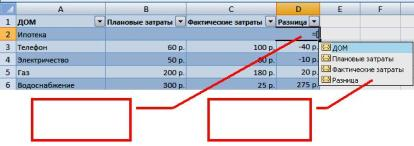 A B C D E F
1 ДОМ Плановые затраты Фактические затраты Разница
2 Ипотека =[
3 Телефон 60 р. 100 р. -40 р. ДОМ
4 Электричество 50 р. 60 р. -10 р. Плановые затраты
5 Газ 200 р. 180 р. 20 р. Фактические затраты
6 Водоснабжение 300 р. 25 р. 275 р. Разница